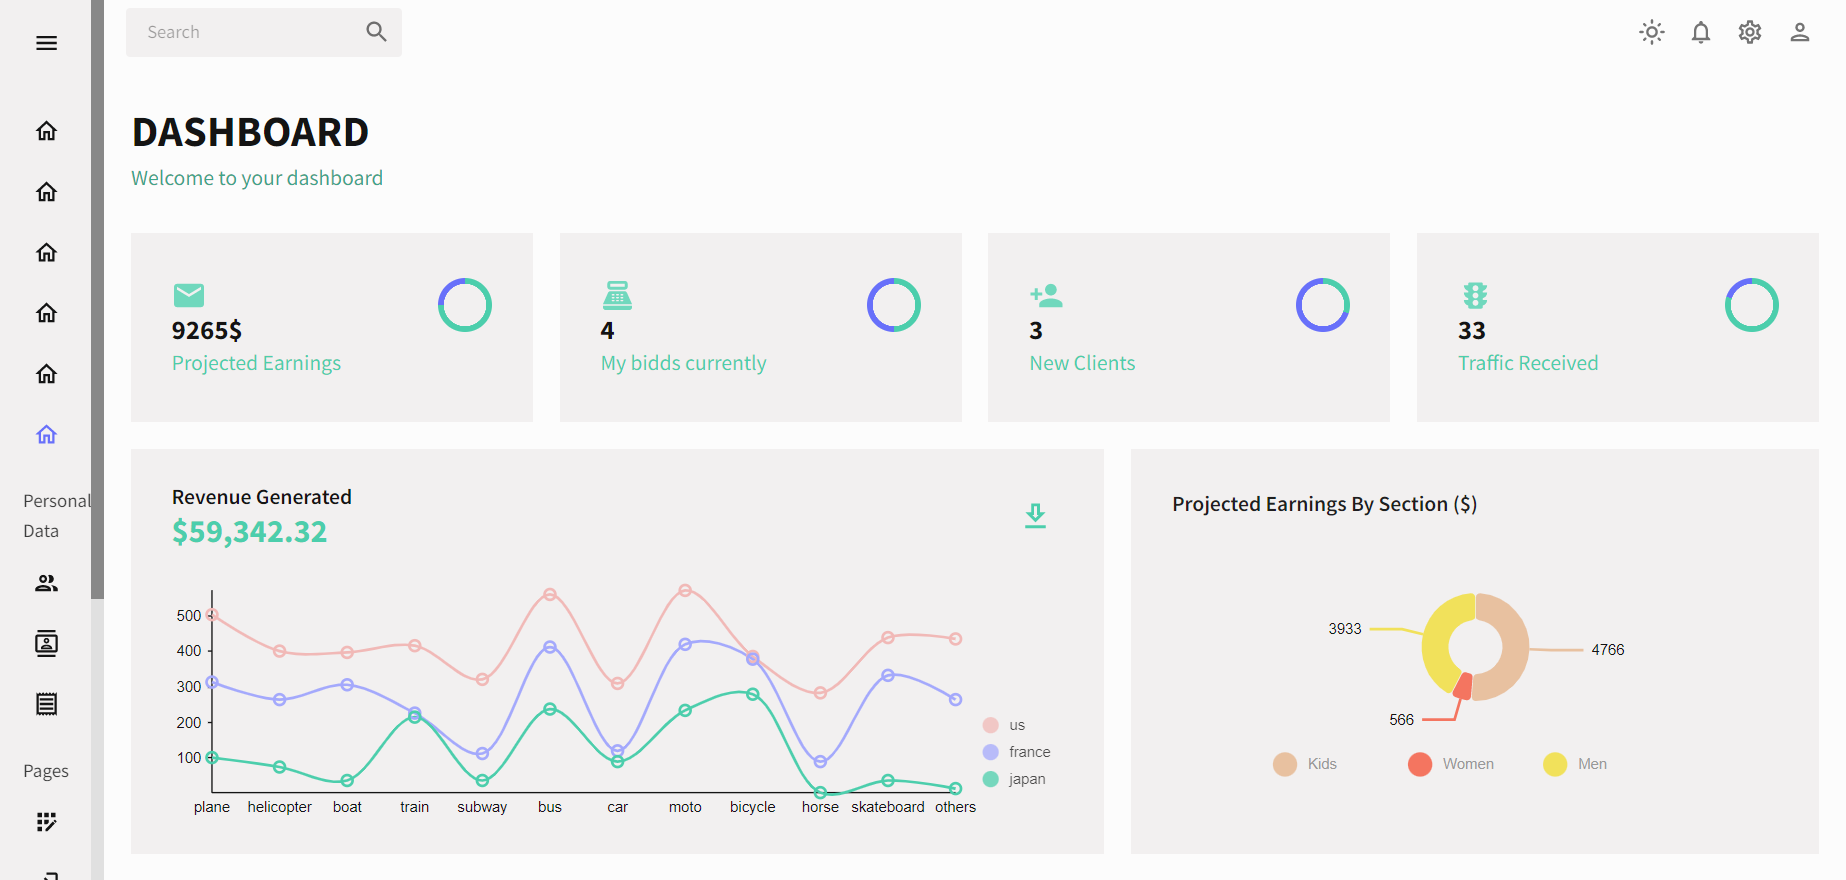 Search
DASHBOARD
Welcome to your dashboard
9265$
Projected Earnings
4
My bidds currently
3
New Clients
33
Traffic Received
Personal
Data
Pages
Revenue Generated
$59,342.32
500
400
300
200
100
plane helicopter boat train subway bus car moto bicycle horse skateboard others
us
france
japan
Projected Earnings By Section ($)
3933
4766
566
Kids Women Men